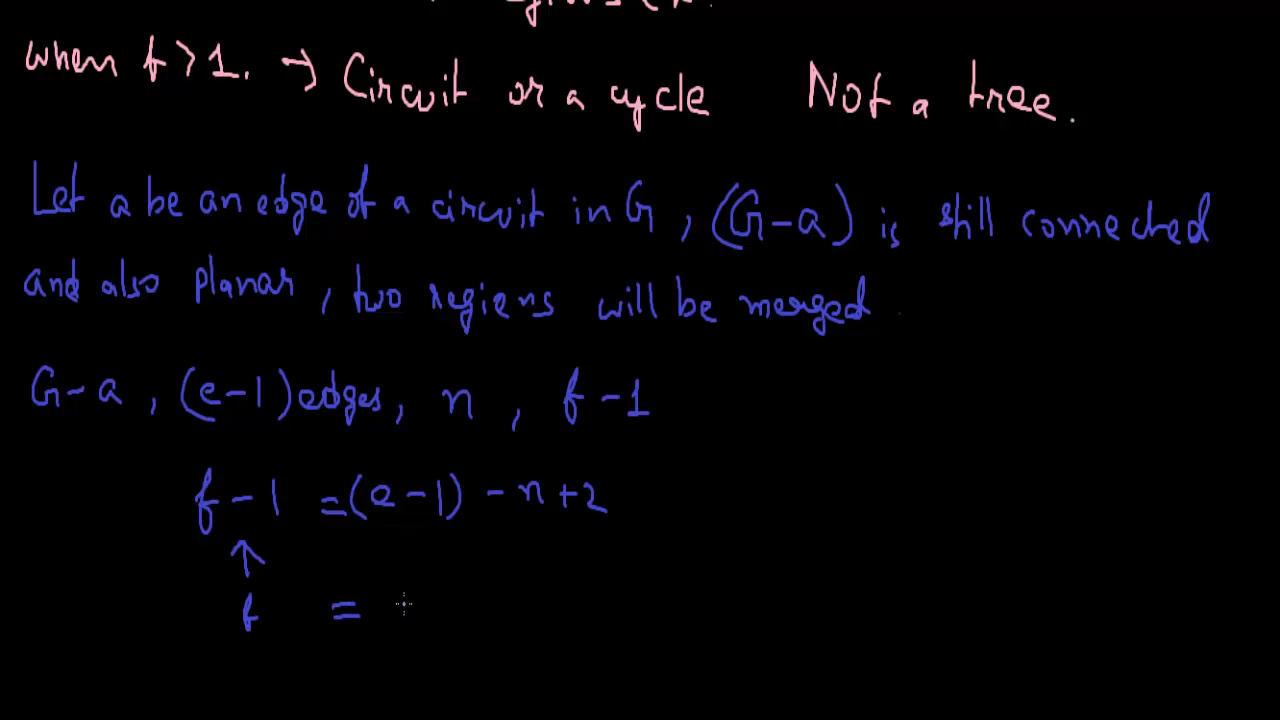 when f > 1. → Circuit or a cycle Not a tree.
Let a be an edge of a circuit in G, (G-a) is still connected
and also planar, two regions will be merged
G-a, (e-1) edges, n, f-1
f-1 = (e-1) - n + 2
↑
f =